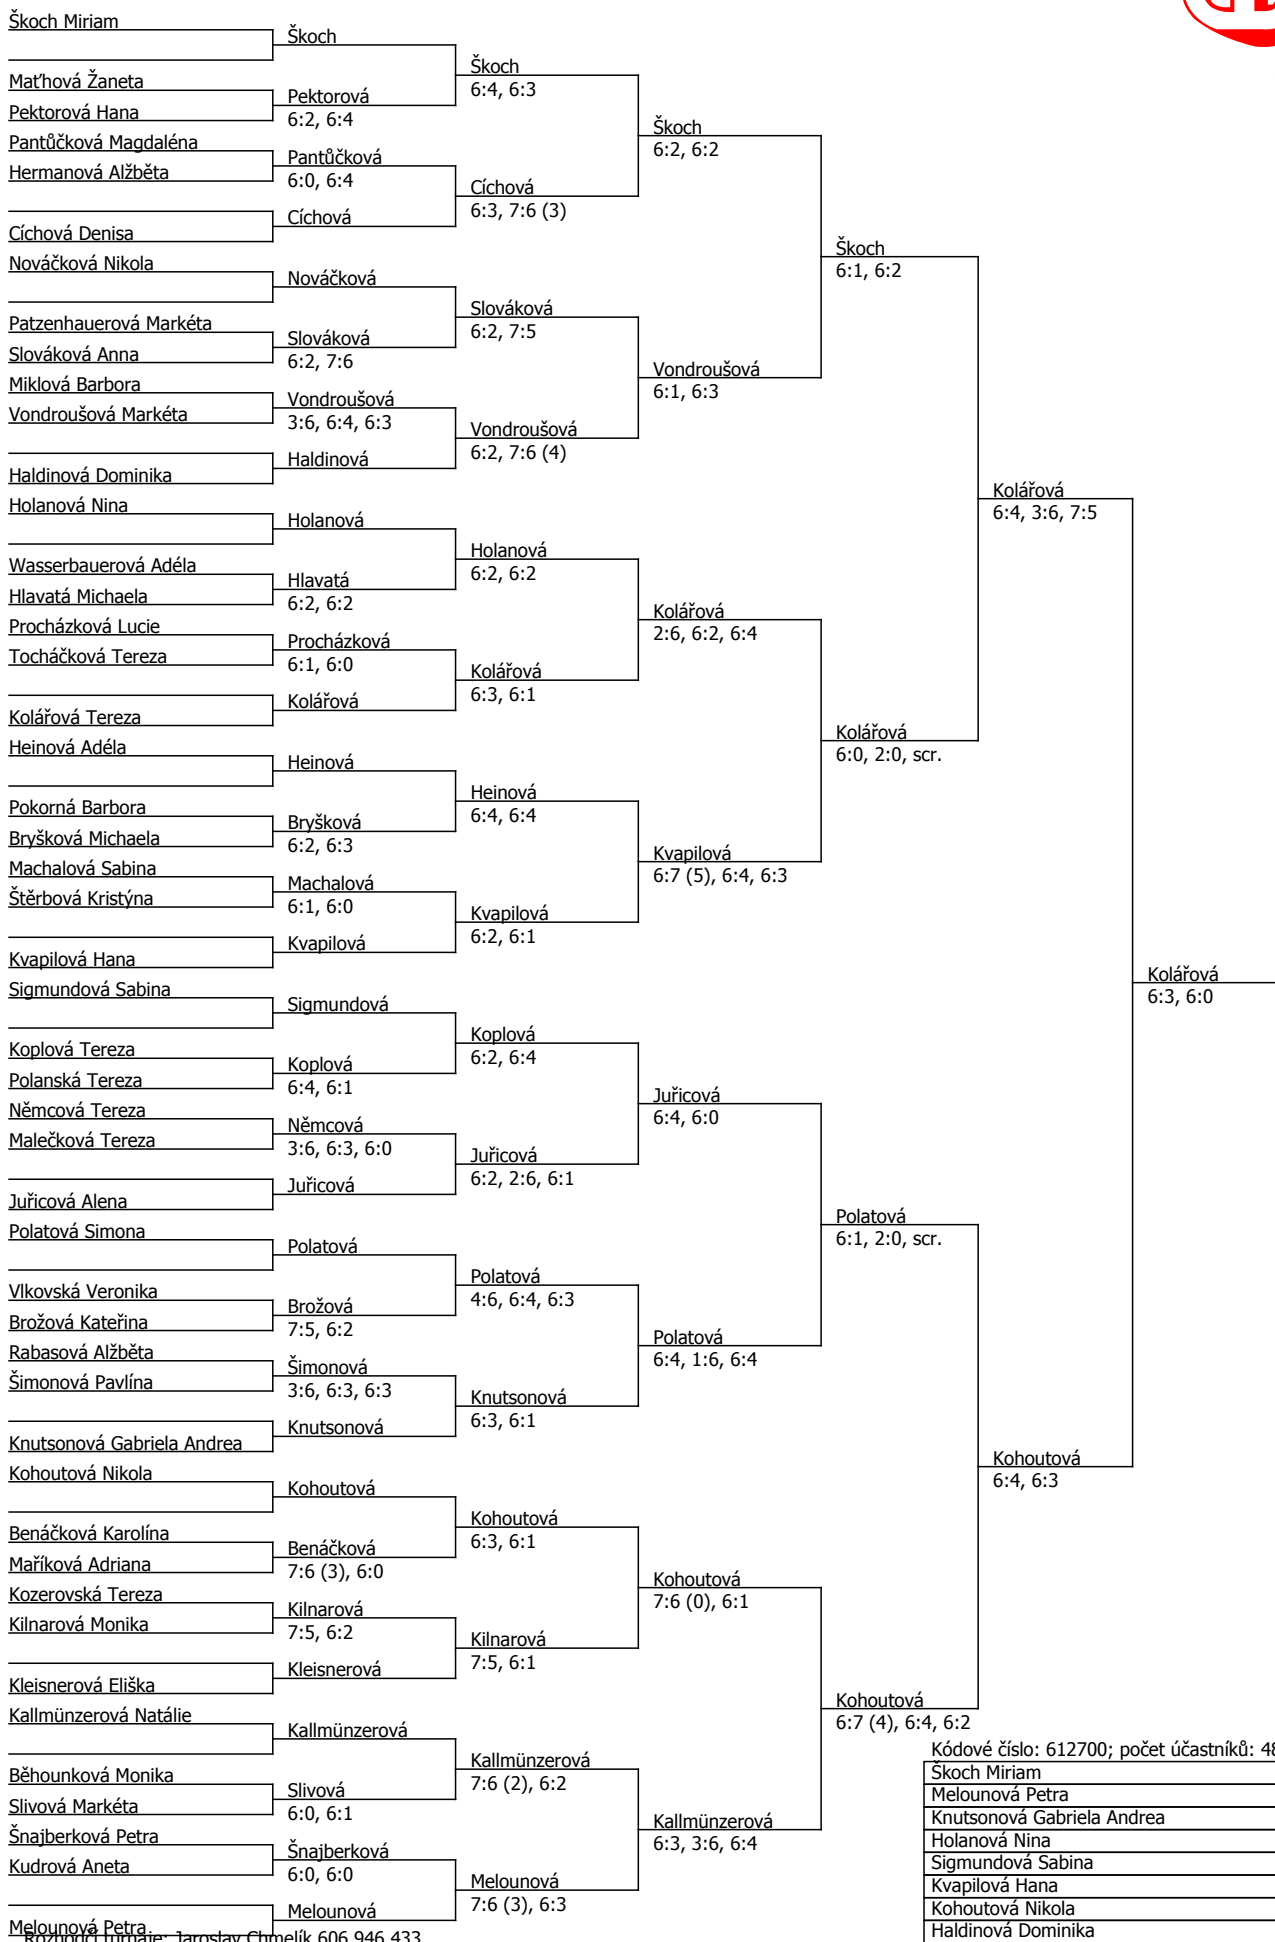 Škoch Miriam
Maťhová Žaneta
Pektorová Hana
Pantůčková Magdaléna
Hermanová Alžběta
Cíchová Denisa
Nováčková Nikola
Patzenhauerová Markéta
Slováková Anna
Miklová Barbora
Vondroušová Markéta
Haldinová Dominika
Holanová Nina
Wasserbauerová Adéla
Hlavatá Michaela
Procházková Lucie
Tocháčková Tereza
Kolářová Tereza
Heinová Adéla
Pokorná Barbora
Bryšková Michaela
Machalová Sabina
Štěrbová Kristýna
Kvapilová Hana
Sigmundová Sabina
Koplová Tereza
Polanská Tereza
Němcová Tereza
Malečková Tereza
Juřicová Alena
Polatová Simona
Vlkovská Veronika
Brožová Kateřina
Rabasová Alžběta
Šimonová Pavlína
Knutsonová Gabriela Andrea
Kohoutová Nikola
Benáčková Karolína
Maříková Adriana
Kozerovská Tereza
Kilnarová Monika
Kleisnerová Eliška
Kallmünzerová Natálie
Běhounková Monika
Slivová Markéta
Šnajberková Petra
Kudrová Aneta
Melounová Petra
Rozhodčí turnaje: Jaroslav Chmelík 606 946 433
Škoch
Pektorová
6:2, 6:4
Pantůčková
6:0, 6:4
Cíchová
Nováčková
Slováková
6:2, 7:6
Vondroušová
3:6, 6:4, 6:3
Haldinová
Holanová
Hlavatá
6:2, 6:2
Procházková
6:1, 6:0
Kolářová
Heinová
Bryšková
6:2, 6:3
Machalová
6:1, 6:0
Kvapilová
Sigmundová
Koplová
6:4, 6:1
Němcová
3:6, 6:3, 6:0
Juřicová
Polatová
Brožová
7:5, 6:2
Šimonová
3:6, 6:3, 6:3
Knutsonová
Kohoutová
Benáčková
7:6 (3), 6:0
Kilnarová
7:5, 6:2
Kleisnerová
Kallmünzerová
Slivová
6:0, 6:1
Šnajberková
6:0, 6:0
Melounová
Škoch
6:4, 6:3
Cíchová
6:3, 7:6 (3)
Slováková
6:2, 7:5
Vondroušová
6:2, 7:6 (4)
Holanová
6:2, 6:2
Kolářová
6:3, 6:1
Heinová
6:4, 6:4
Kvapilová
6:2, 6:1
Koplová
6:2, 6:4
Juřicová
6:2, 2:6, 6:1
Polatová
4:6, 6:4, 6:3
Knutsonová
6:3, 6:1
Kohoutová
6:3, 6:1
Kilnarová
7:5, 6:1
Kallmünzerová
7:6 (2), 6:2
Melounová
7:6 (3), 6:3
Škoch
6:2, 6:2
Vondroušová
6:1, 6:3
Kolářová
2:6, 6:2, 6:4
Kvapilová
6:7 (5), 6:4, 6:3
Juřicová
6:4, 6:0
Polatová
6:4, 1:6, 6:4
Kohoutová
7:6 (0), 6:1
Kallmünzerová
6:3, 3:6, 6:4
Škoch
6:1, 6:2
Kolářová
6:0, 2:0, scr.
Polatová
6:1, 2:0, scr.
Kohoutová
6:7 (4), 6:4, 6:2
Kolářová
6:4, 3:6, 7:5
Kohoutová
6:4, 6:3
Kolářová
6:3, 6:0
Kódové číslo: 612700; počet účastníků: 48
Škoch Miriam
Melounová Petra
Knutsonová Gabriela Andrea
Holanová Nina
Sigmundová Sabina
Kvapilová Hana
Kohoutová Nikola
Haldinová Dominika